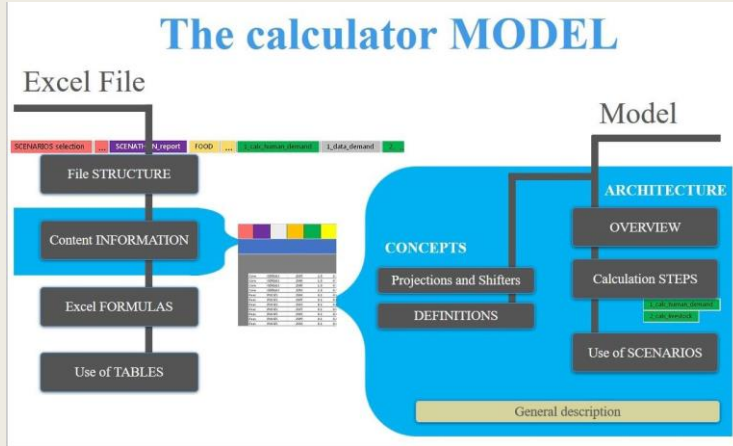 The calculator MODEL
Excel File
Model
SCENARIOS selection
...
SCENATHON_report
FOOD
...
1_calc_human_demand
1_data_demand
2_
File STRUCTURE
ARCHITECTURE
OVERVIEW
Content INFORMATION
CONCEPTS
Projections and Shifters
Calculation STEPS
1_calc_human_demand
2_calc_livestock
Excel FORMULAS
DEFINITIONS
Use of SCENARIOS
Use of TABLES
General description